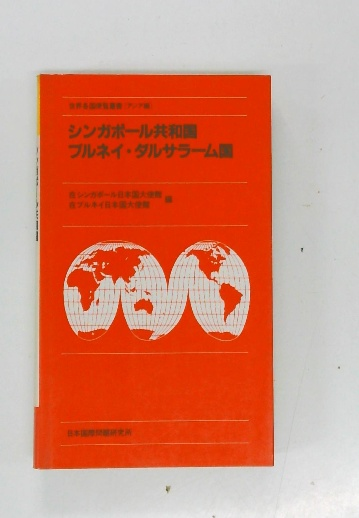 世界各国便覧叢書〔アジア編〕
シンガポール共和国
ブルネイ・ダルサラーム国
在シンガポール日本国大使館
在ブルネイ日本国大使館 編
日本国際問題研究所